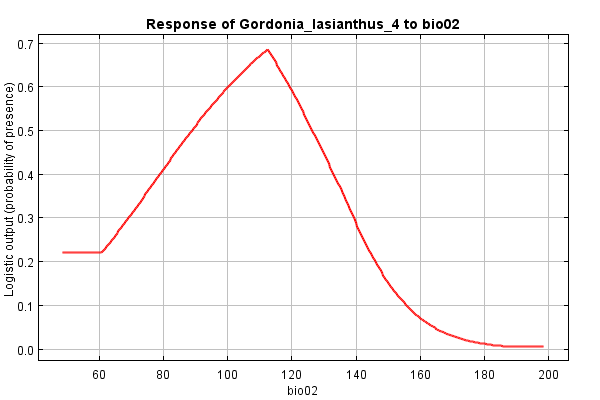 Response of Gordonia_lasianthus_4 to bio02
Logistic output (probability of presence)
0.7
0.6
0.5
0.4
0.3
0.2
0.1
0.0
60 80 100 120 140 160 180 200
bio02